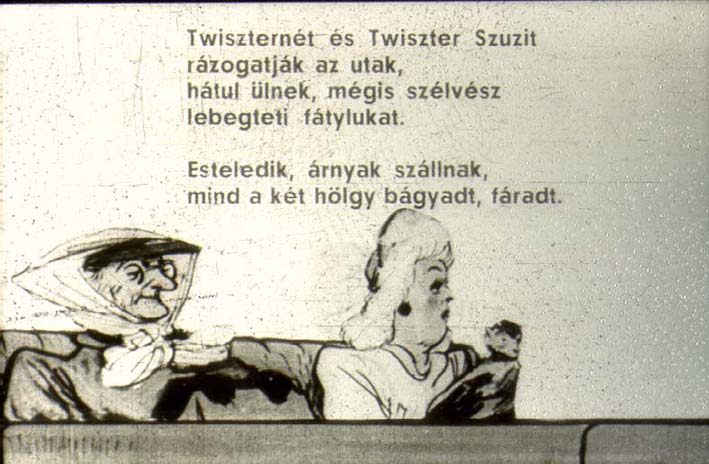 Twiszternét és Twiszter Szuzit
rázogatják az utak,
hátul ülnek, mégis szélvész
lebegteti fátylukat.
Esteledik, árnyak szállnak,
mind a két hölgy bágyadt, fáradt.